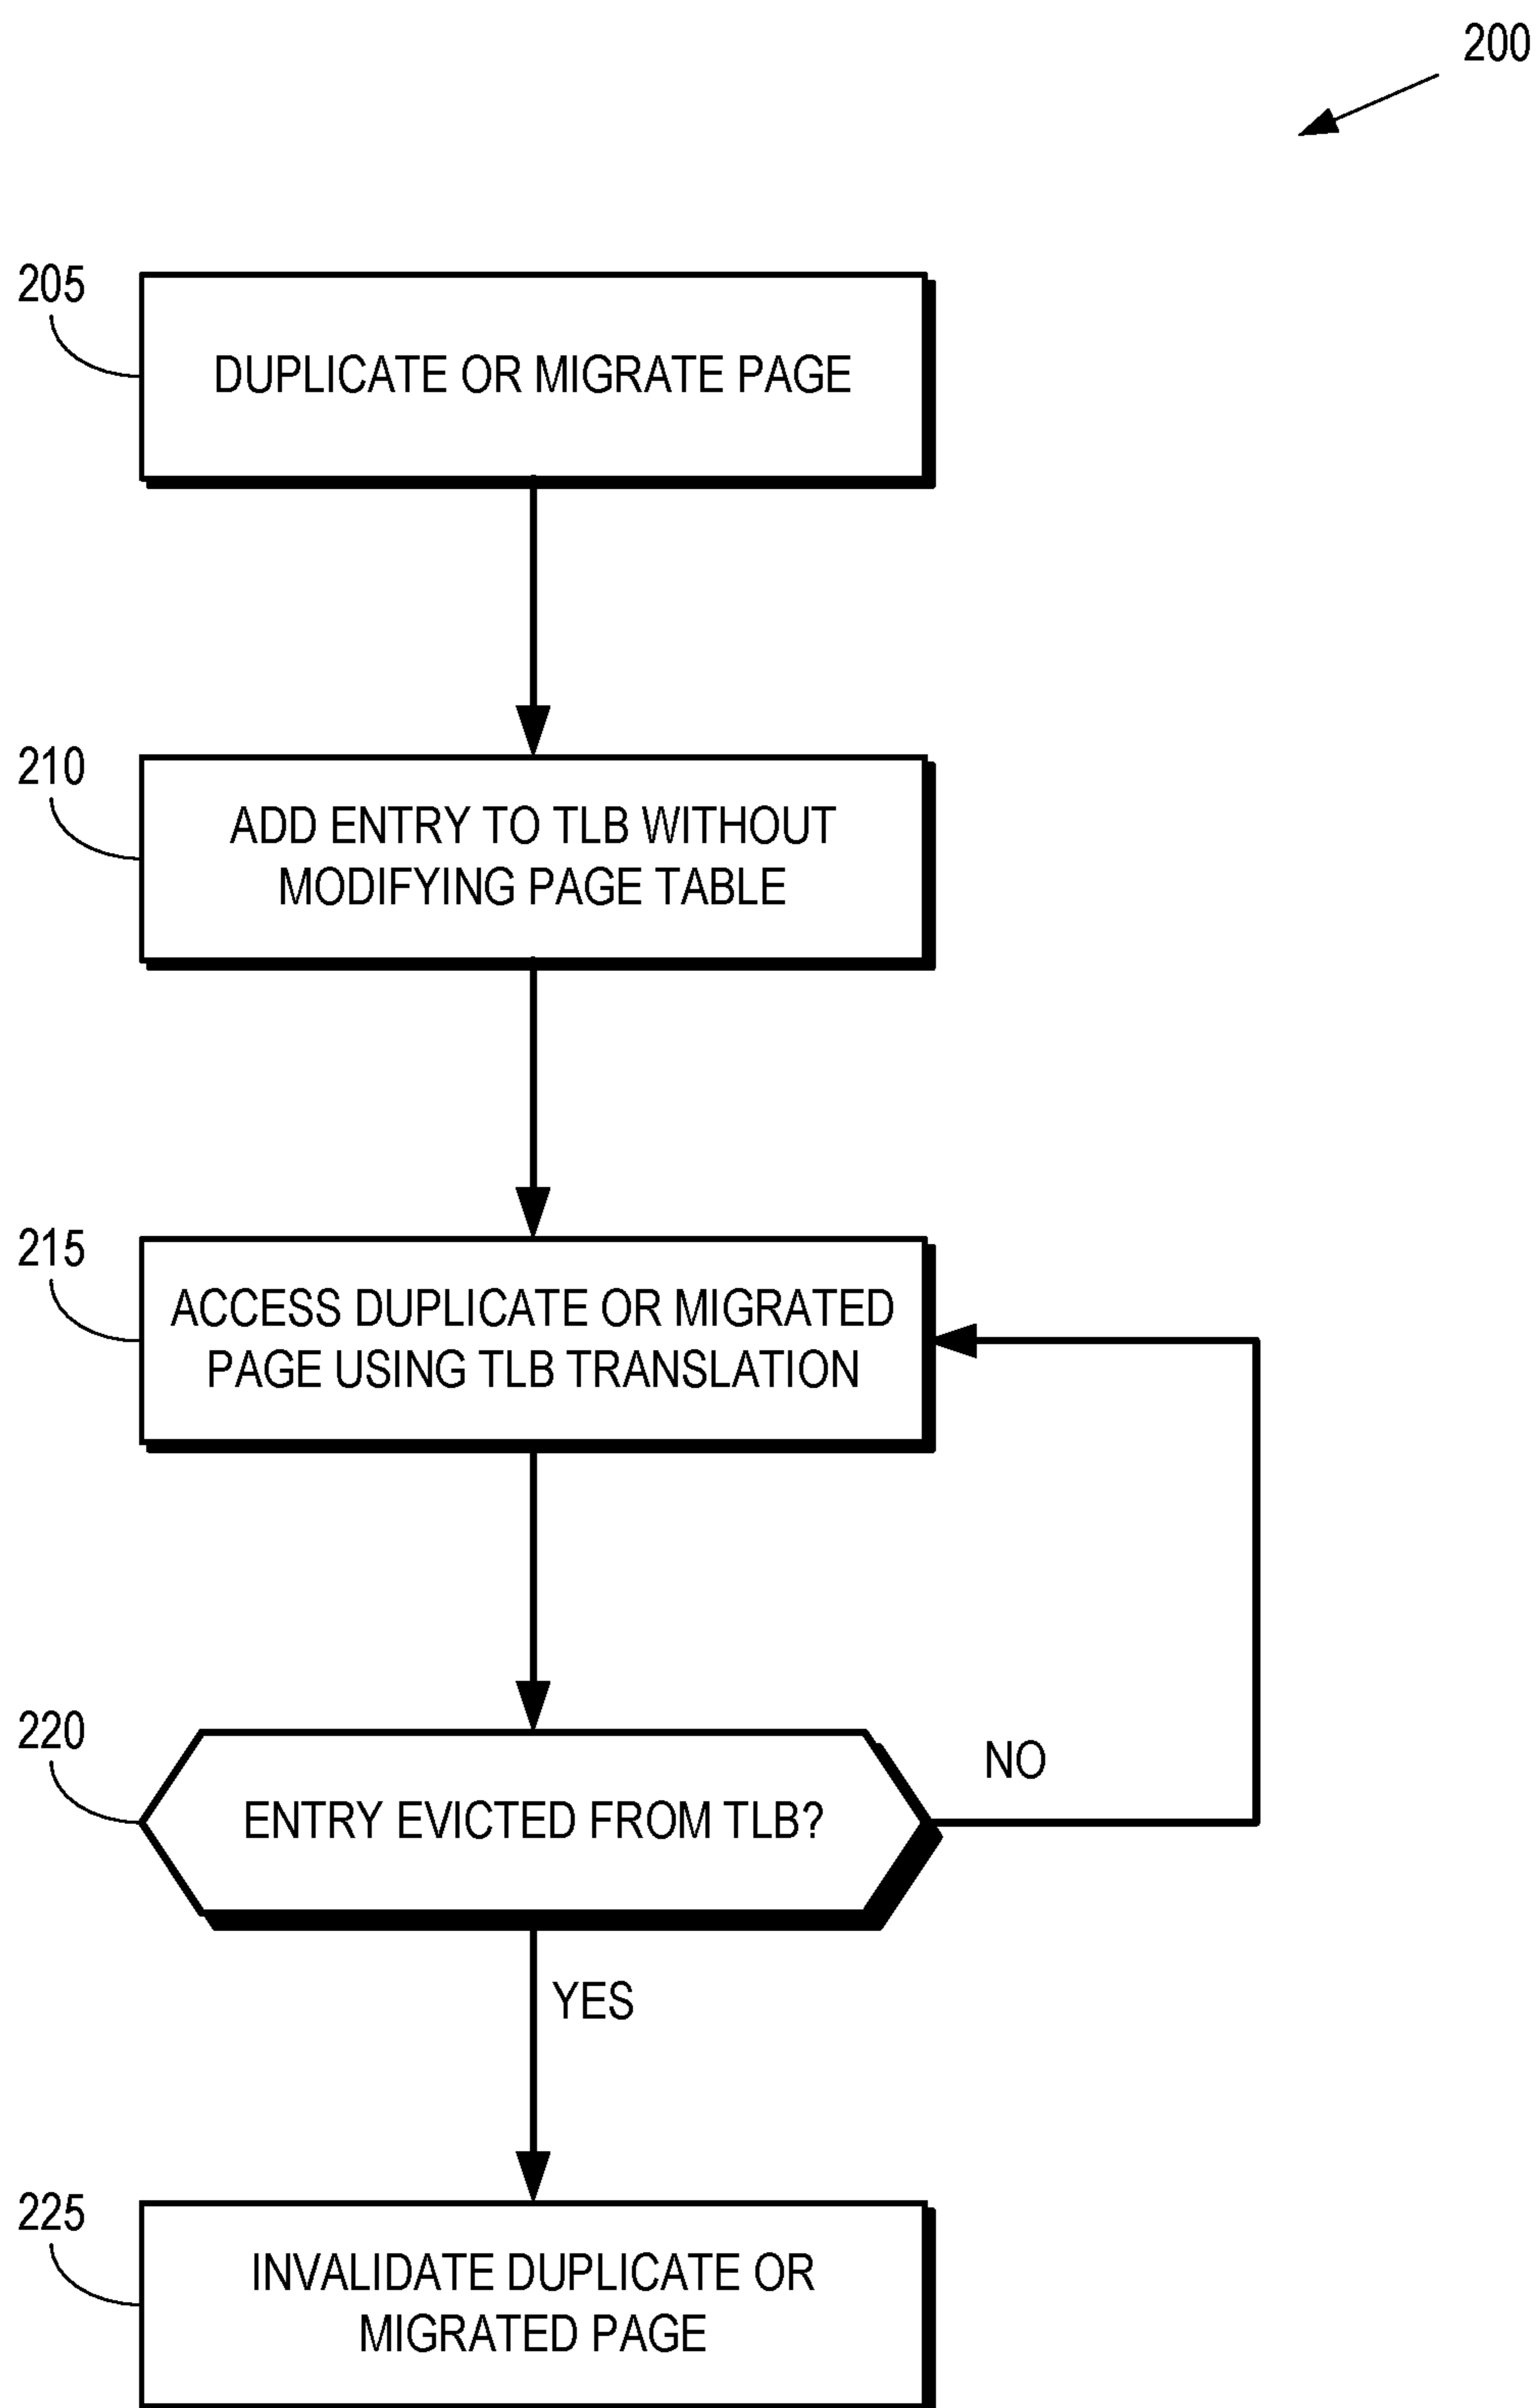 200
205
DUPLICATE OR MIGRATE PAGE
210
ADD ENTRY TO TLB WITHOUT
MODIFYING PAGE TABLE
215
ACCESS DUPLICATE OR MIGRATED
PAGE USING TLB TRANSLATION
220
ENTRY EVICTED FROM TLB?
NO
YES
225
INVALIDATE DUPLICATE OR
MIGRATED PAGE